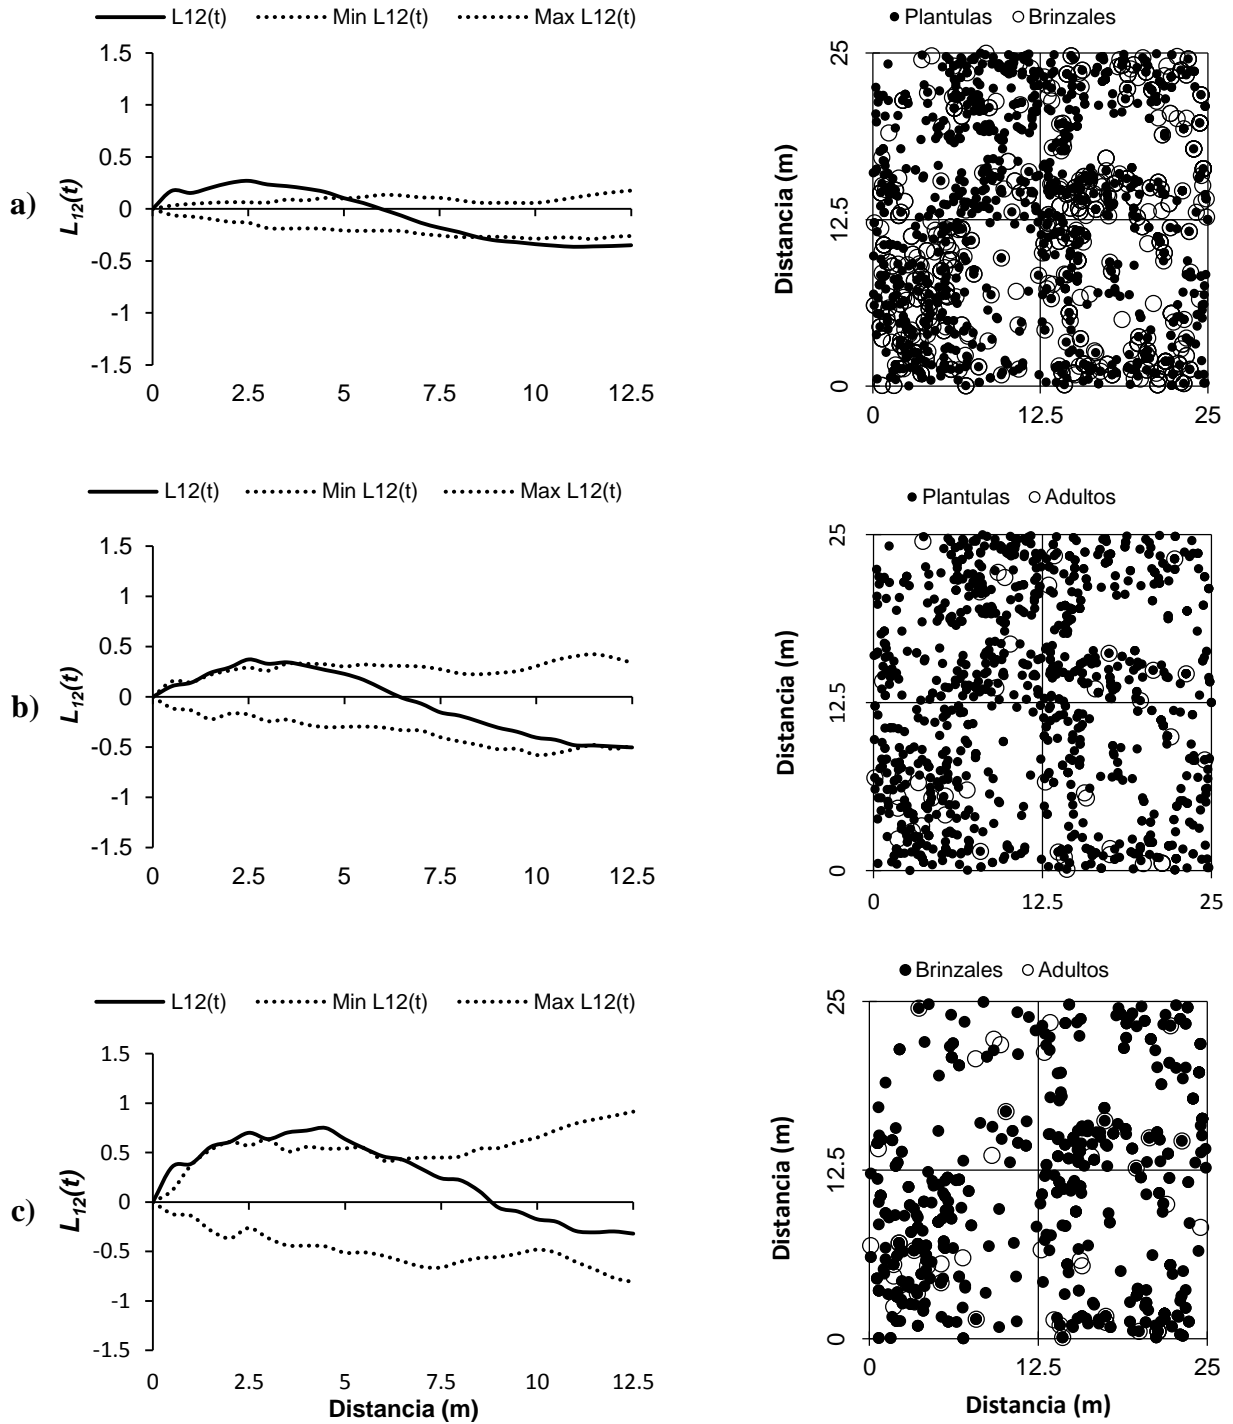 L12(t) Min L12(t) Max L12(t)
Plantulas Brinzales
a)
L12(t)
1.5
1
0.5
0
-0.5
-1
-1.5
0 2.5 5 7.5 10 12.5
Distancia (m)
25
12.5
0
0 12.5 25
L12(t) Min L12(t) Max L12(t)
Plantulas Adultos
b)
L12(t)
1.5
1
0.5
0
-0.5
-1
-1.5
0 2.5 5 7.5 10 12.5
Distancia (m)
25
12.5
0
0 12.5 25
L12(t) Min L12(t) Max L12(t)
Brinzales Adultos
c)
L12(t)
1.5
1
0.5
0
-0.5
-1
-1.5
0 2.5 5 7.5 10 12.5
Distancia (m)
Distancia (m)
25
12.5
0
0 12.5 25
Distancia (m)